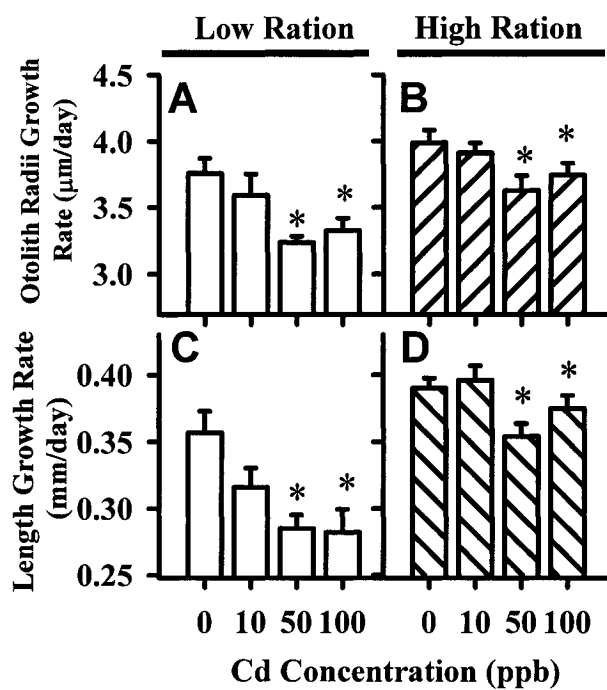 Low Ration
High Ration
Otolith Radii Growth
Rate (µm/day)
4.5
4.0
3.5
3.0
A
*
*
B
*
*
Length Growth Rate
(mm/day)
0.40
0.35
0.30
0.25
C
*
*
D
*
*
0 10 50 100
0 10 50 100
Cd Concentration (ppb)